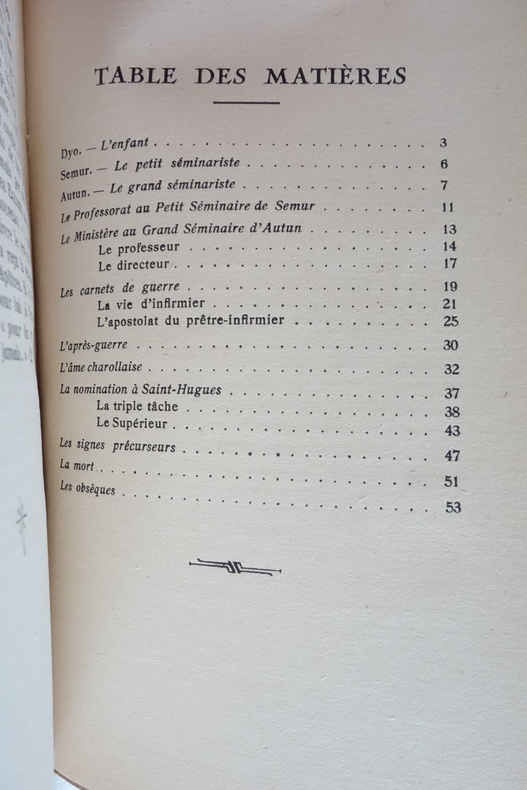 TABLE DES MATIÈRES
Dyo. — L'enfant . . . . . . . . . . . . . . . . . . . . 3
Semur. — Le petit séminariste . . . . . . . . . . . . . 6
Autun. — Le grand séminariste . . . . . . . . . . . . . 7
Le Professorat au Petit Séminaire de Semur . . . . . . . . 11
Le Ministère au Grand Séminaire d'Autun . . . . . . . . . 13
Le professeur . . . . . . . . . . . . . . . . 14
Le directeur . . . . . . . . . . . . . . . . . 17
Les carnets de guerre . . . . . . . . . . . . . . . . . 19
La vie d'infirmier . . . . . . . . . . . . . . . 21
L'apostolat du prêtre-infirmier . . . . . . . . . . 25
L'après-guerre . . . . . . . . . . . . . . . . . . . . 30
L'âme charollaise . . . . . . . . . . . . . . . . . . . 32
La nomination à Saint-Hugues . . . . . . . . . . . . . . 37
La triple tâche . . . . . . . . . . . . . . . . . 38
Le Supérieur . . . . . . . . . . . . . . . . . . 43
Les signes précurseurs . . . . . . . . . . . . . . . . . 47
La mort . . . . . . . . . . . . . . . . . . . . . . . 51
Les obsèques . . . . . . . . . . . . . . . . . . . . . 53